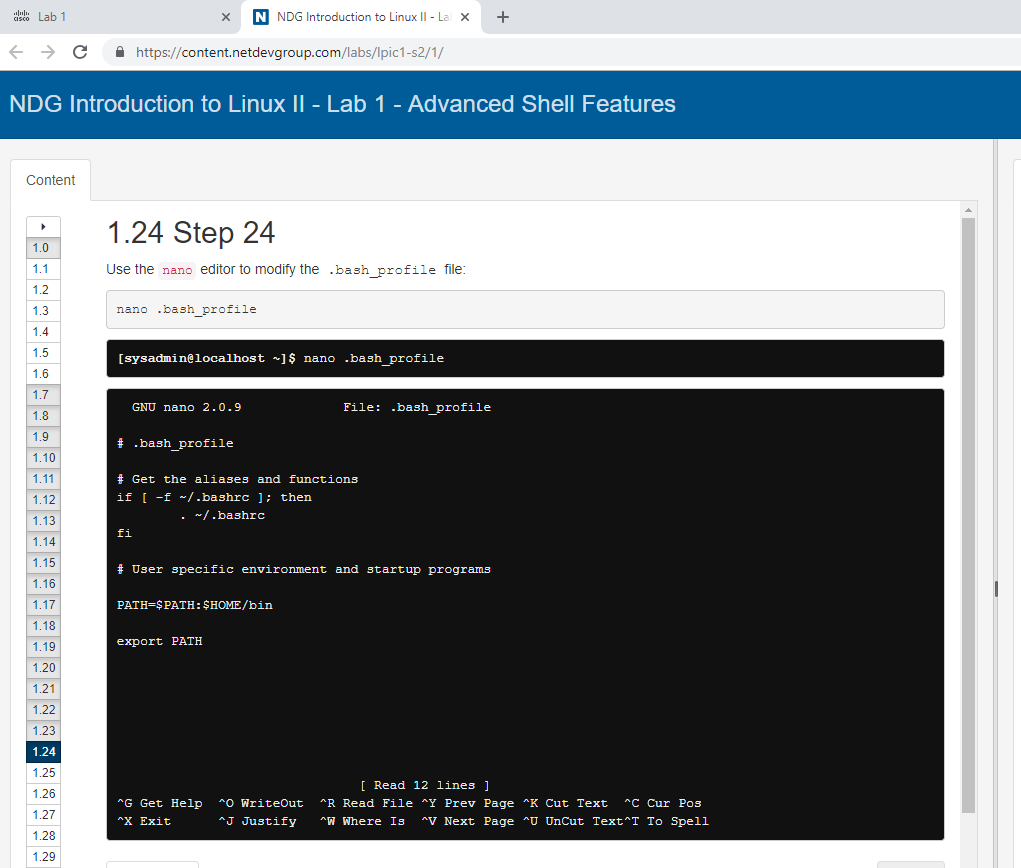 Lab 1
NDG Introduction to Linux II - La
https://content.netdevgroup.com/labs/lpic1-s2/1/
NDG Introduction to Linux II - Lab 1 - Advanced Shell Features
Content
1.0
1.1
1.2
1.3
1.4
1.5
1.6
1.7
1.8
1.9
1.10
1.11
1.12
1.13
1.14
1.15
1.16
1.17
1.18
1.19
1.20
1.21
1.22
1.23
1.24
1.25
1.26
1.27
1.28
1.29
1.24 Step 24
Use the nano editor to modify the .bash_profile file:
nano .bash_profile
[sysadmin@localhost ~]$ nano .bash_profile
GNU nano 2.0.9 File: .bash_profile
# .bash_profile
# Get the aliases and functions
if [ -f ~/.bashrc ]; then
. ~/.bashrc
fi
# User specific environment and startup programs
PATH=$PATH:$HOME/bin
export PATH
[ Read 12 lines ]
^G Get Help ^O WriteOut ^R Read File ^Y Prev Page ^K Cut Text ^C Cur Pos
^X Exit ^J Justify ^W Where Is ^V Next Page ^U UnCut Text^T To Spell